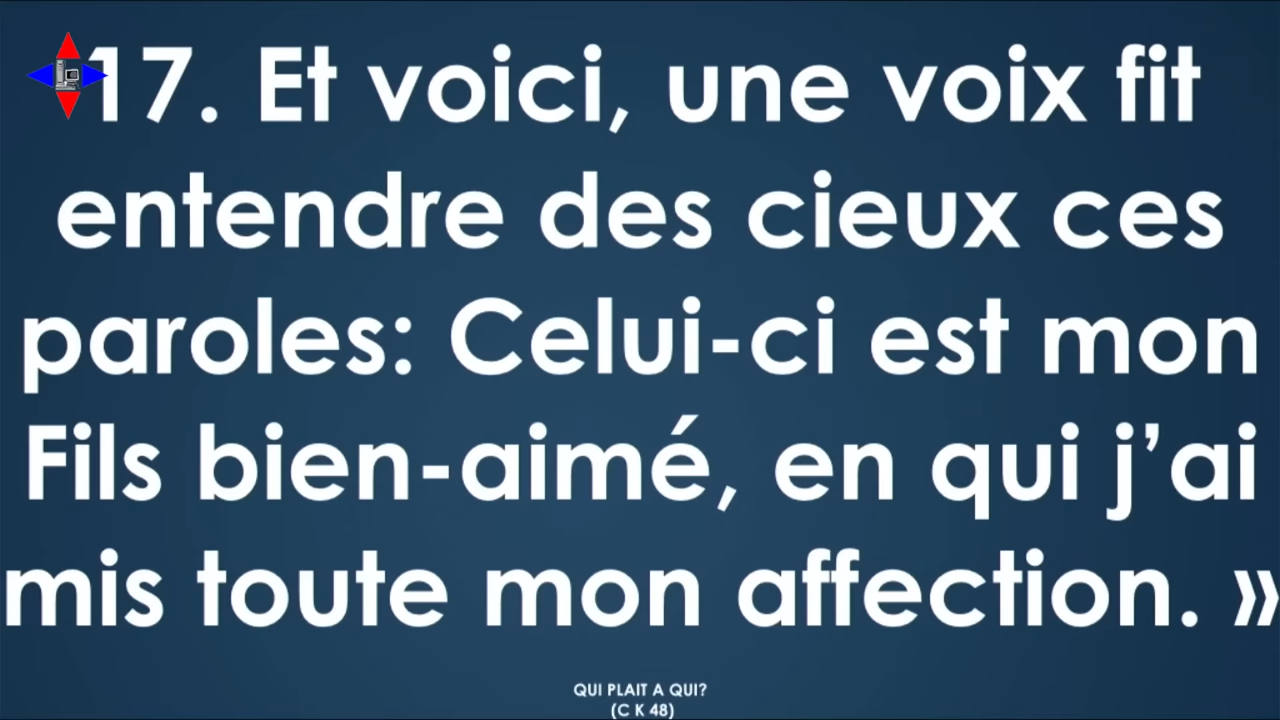 17. Et voici, une voix fit
entendre des cieux ces
paroles: Celui-ci est mon
Fils bien-aimé, en qui j’ai
mis toute mon affection. »
QUI PLAIT A QUI?
(C K 48)